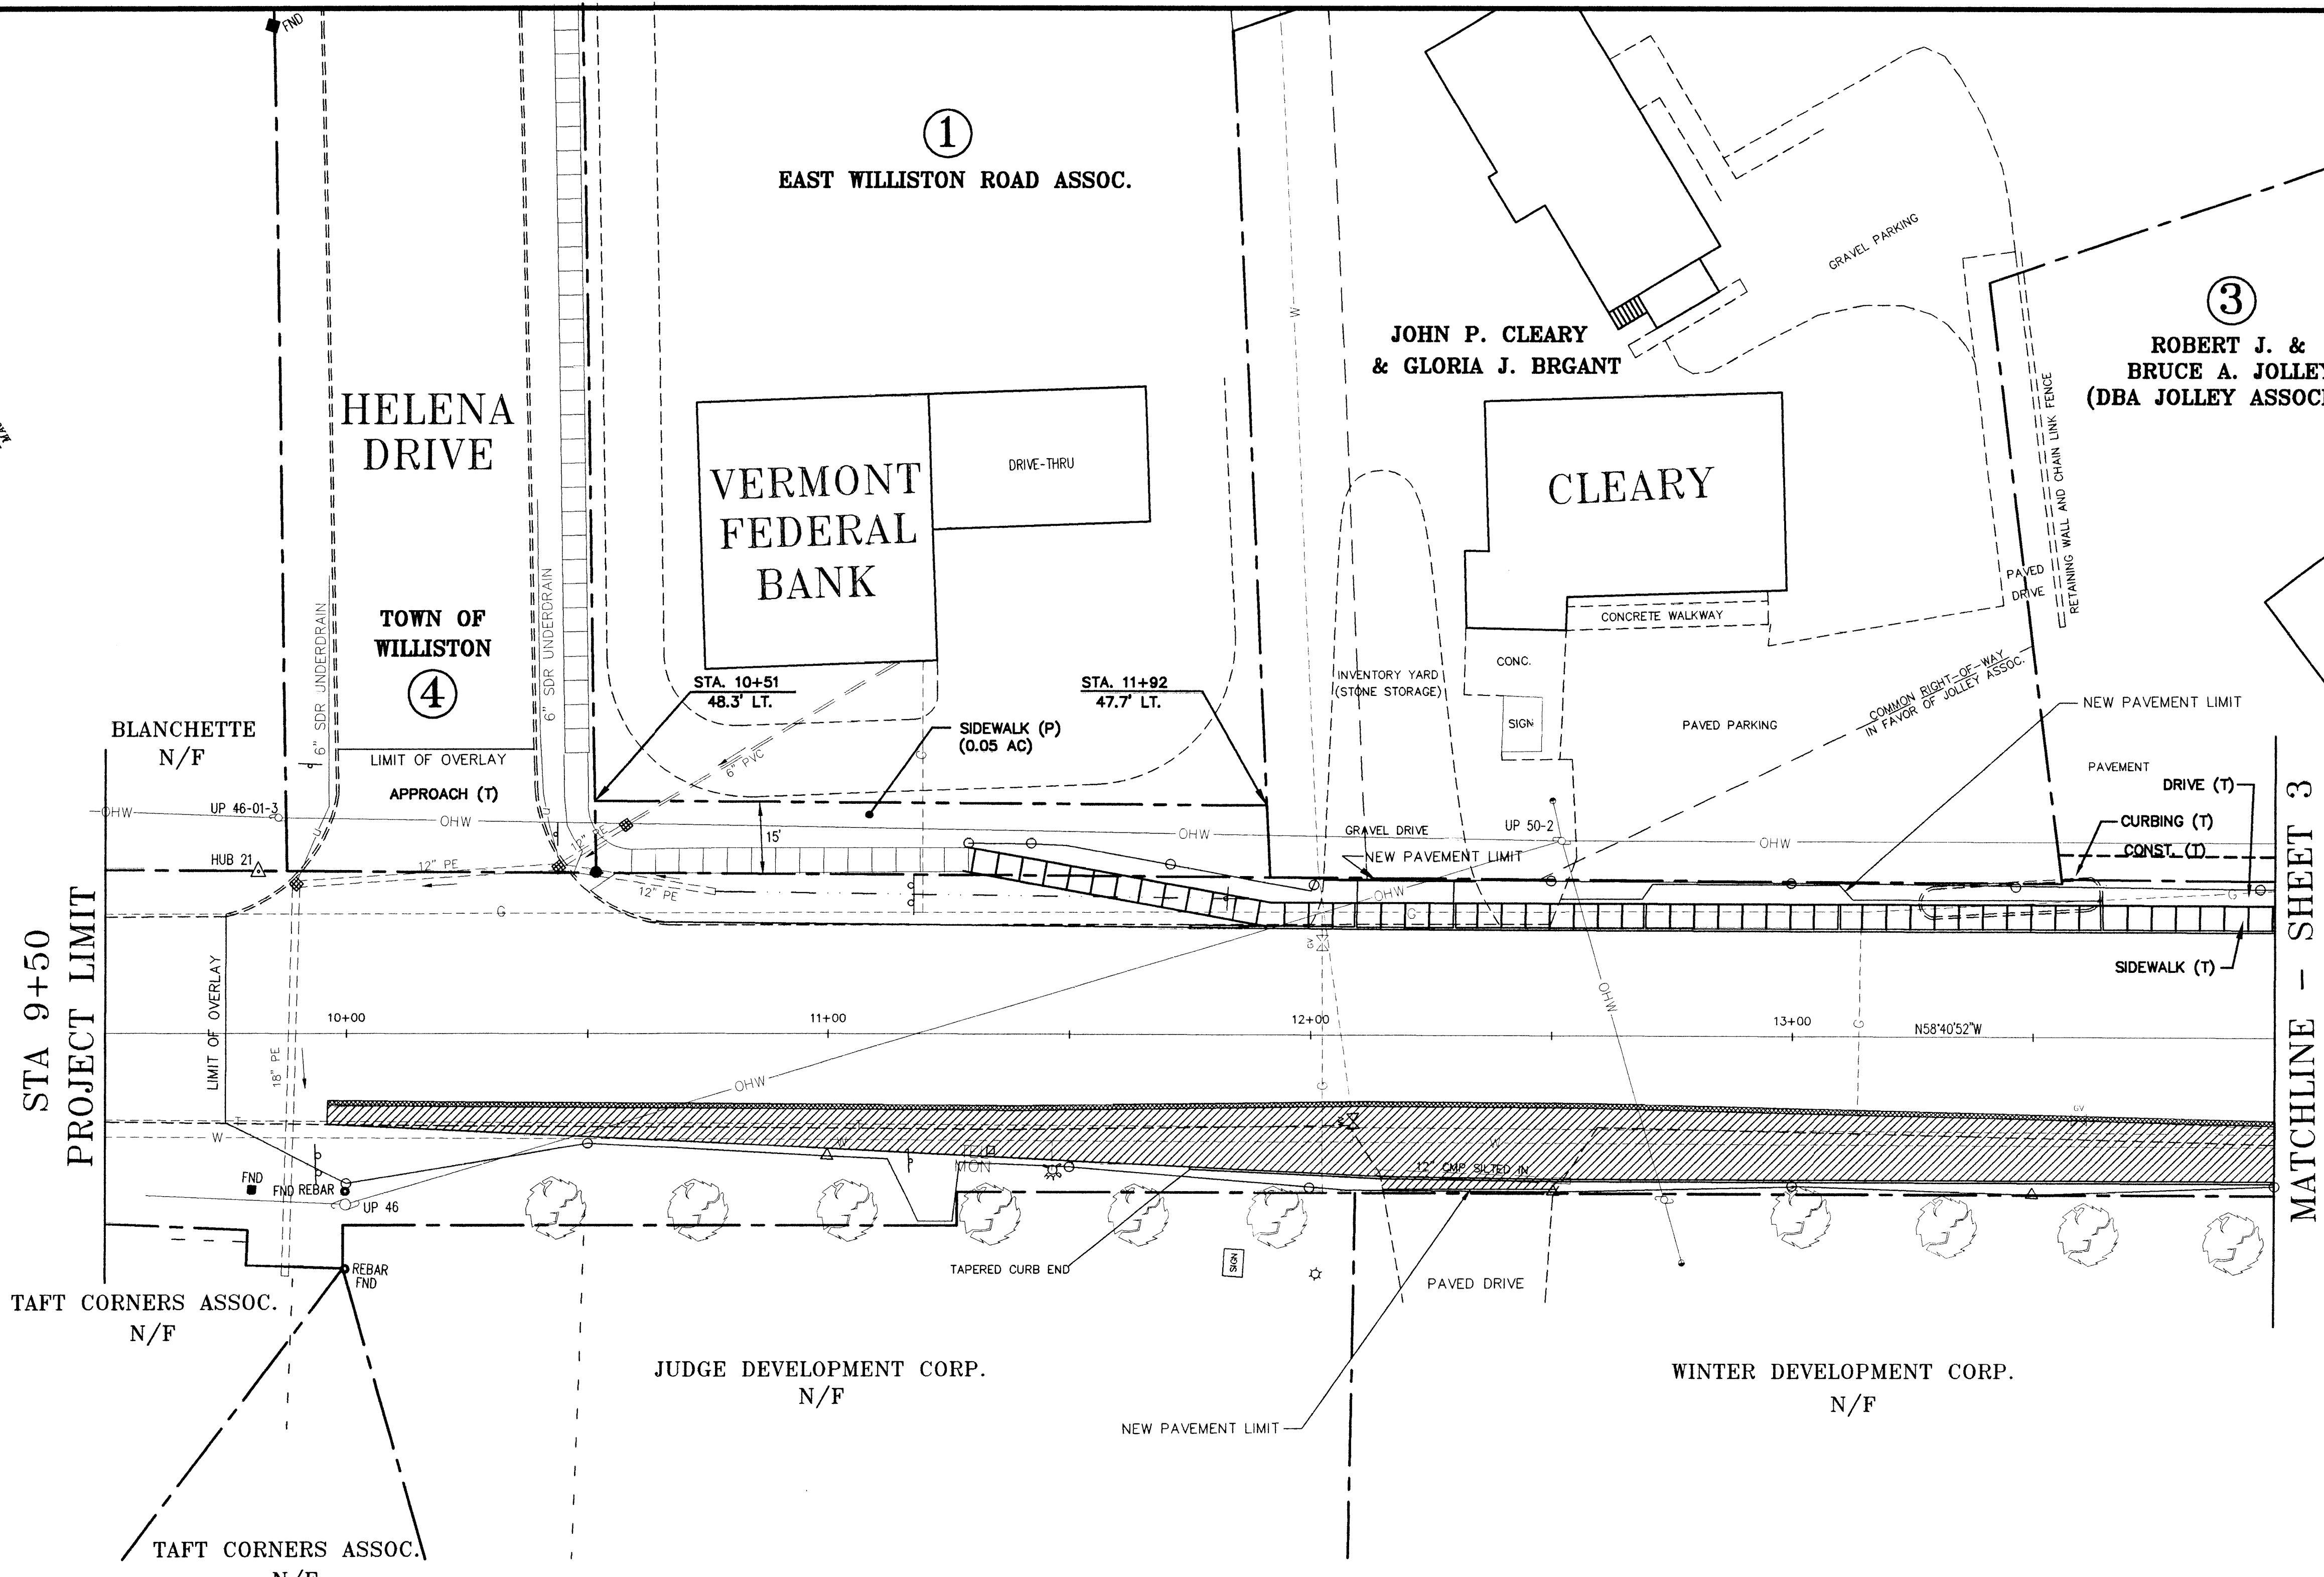 FND
1
EAST WILLISTON ROAD ASSOC.
GRAVEL PARKING
W
3
ROBERT J. &
BRUCE A. JOLLEY
(DBA JOLLEY ASSOC
JOHN P. CLEARY
& GLORIA J. BRGANT
HELENA
DRIVE
VERMONT
FEDERAL
BANK
DRIVE-THRU
CLEARY
RETAINING WALL AND CHAIN LINK FENCE
PAVED
DRIVE
6" SDR UNDERDRAIN
6" SDR UNDERDRAIN
TOWN OF
WILLISTON
4
CONCRETE WALKWAY
CONC.
SIGN
INVENTORY YARD
(STONE STORAGE)
PAVED PARKING
COMMON RIGHT-OF-WAY
IN FAVOR OF JOLLEY ASSOC.
NEW PAVEMENT LIMIT
STA. 10+51
48.3' LT.
STA. 11+92
47.7' LT.
SIDEWALK (P)
(0.05 AC)
BLANCHETTE
N/F
LIMIT OF OVERLAY
APPROACH (T)
6" PVC
G
PAVEMENT
DRIVE (T)
CURBING (T)
CONST. (T)
OHW
UP 46-01-3
OHW
U
U
12" PE
15'
OHW
GRAVEL DRIVE
UP 50-2
OHW
NEW PAVEMENT LIMIT
HUB 21
12" PE
12" PE
OHW
G
G
G
GV
SIDEWALK (T)
STA 9+50
PROJECT LIMIT
LIMIT OF OVERLAY
18" PE
10+00
11+00
12+00
13+00
N58°40'52"W
G
OHW
OHW
G
GV
T
W
T
W
W
W
TEL
MON
12" CMP SILTED IN
FND
FND REBAR
UP 46
REBAR
FND
TAPERED CURB END
SIGN
PAVED DRIVE
MATCHLINE - SHEET 3
TAFT CORNERS ASSOC.
N/F
JUDGE DEVELOPMENT CORP.
N/F
WINTER DEVELOPMENT CORP.
N/F
NEW PAVEMENT LIMIT
TAFT CORNERS ASSOC.
N/F